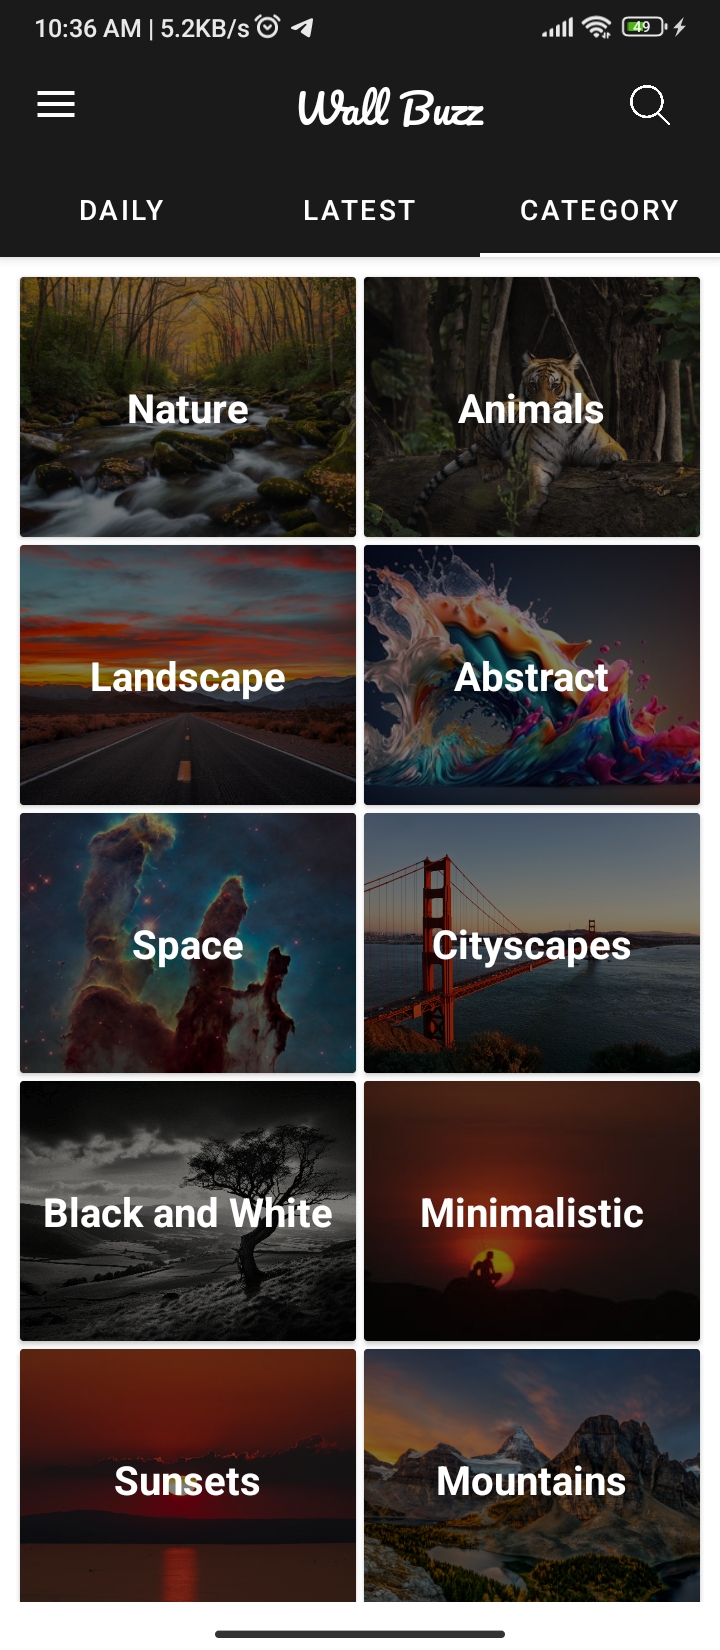 10:36 AM | 5.2KB/s 49
Wall Buzz
DAILY LATEST CATEGORY
Nature Animals
Landscape Abstract
Space Cityscapes
Black and White Minimalistic
Sunsets Mountains